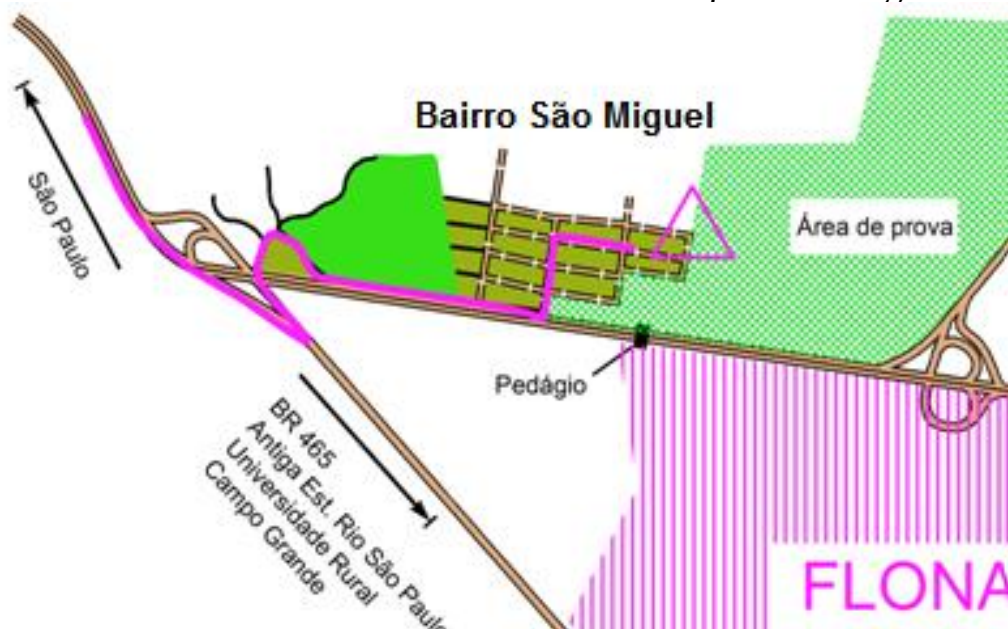 Bairro São Miguel
São Paulo
Área de prova
Pedágio
BR 465
Antiga Est. Rio São Paulo
Universidade Rural
Campo Grande
FLONA